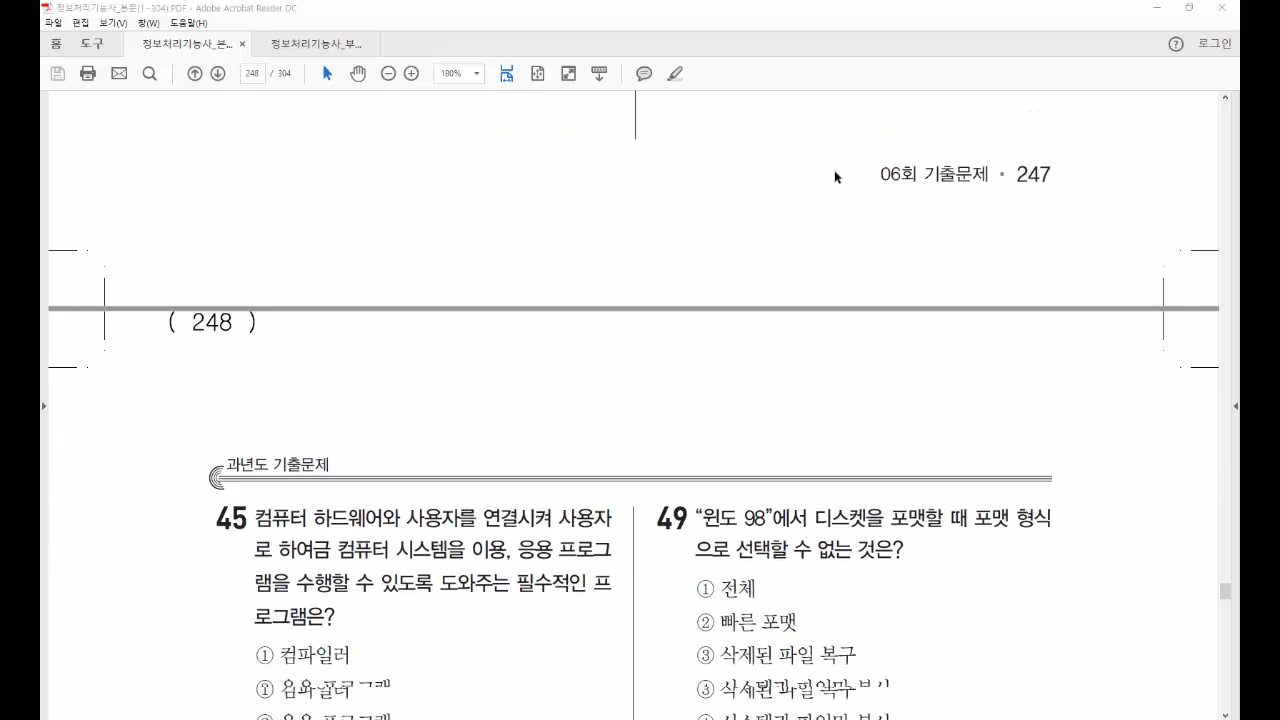 정보처리기능사_본문(1~304).PDF - Adobe Acrobat Reader DC
파일 편집 보기(V) 창(W) 도움말(H)
홈 도구 정보처리기능사_본... × 정보처리기능사_부... 로그인
248 / 304 180%
06회 기출문제 • 247
( 248 )
과년도 기출문제
45 컴퓨터 하드웨어와 사용자를 연결시켜 사용자
로 하여금 컴퓨터 시스템을 이용, 응용 프로그
램을 수행할 수 있도록 도와주는 필수적인 프
로그램은?
① 컴파일러
49 “윈도 98”에서 디스켓을 포맷할 때 포맷 형식
으로 선택할 수 없는 것은?
① 전체
② 빠른 포맷
③ 삭제된 파일 복구